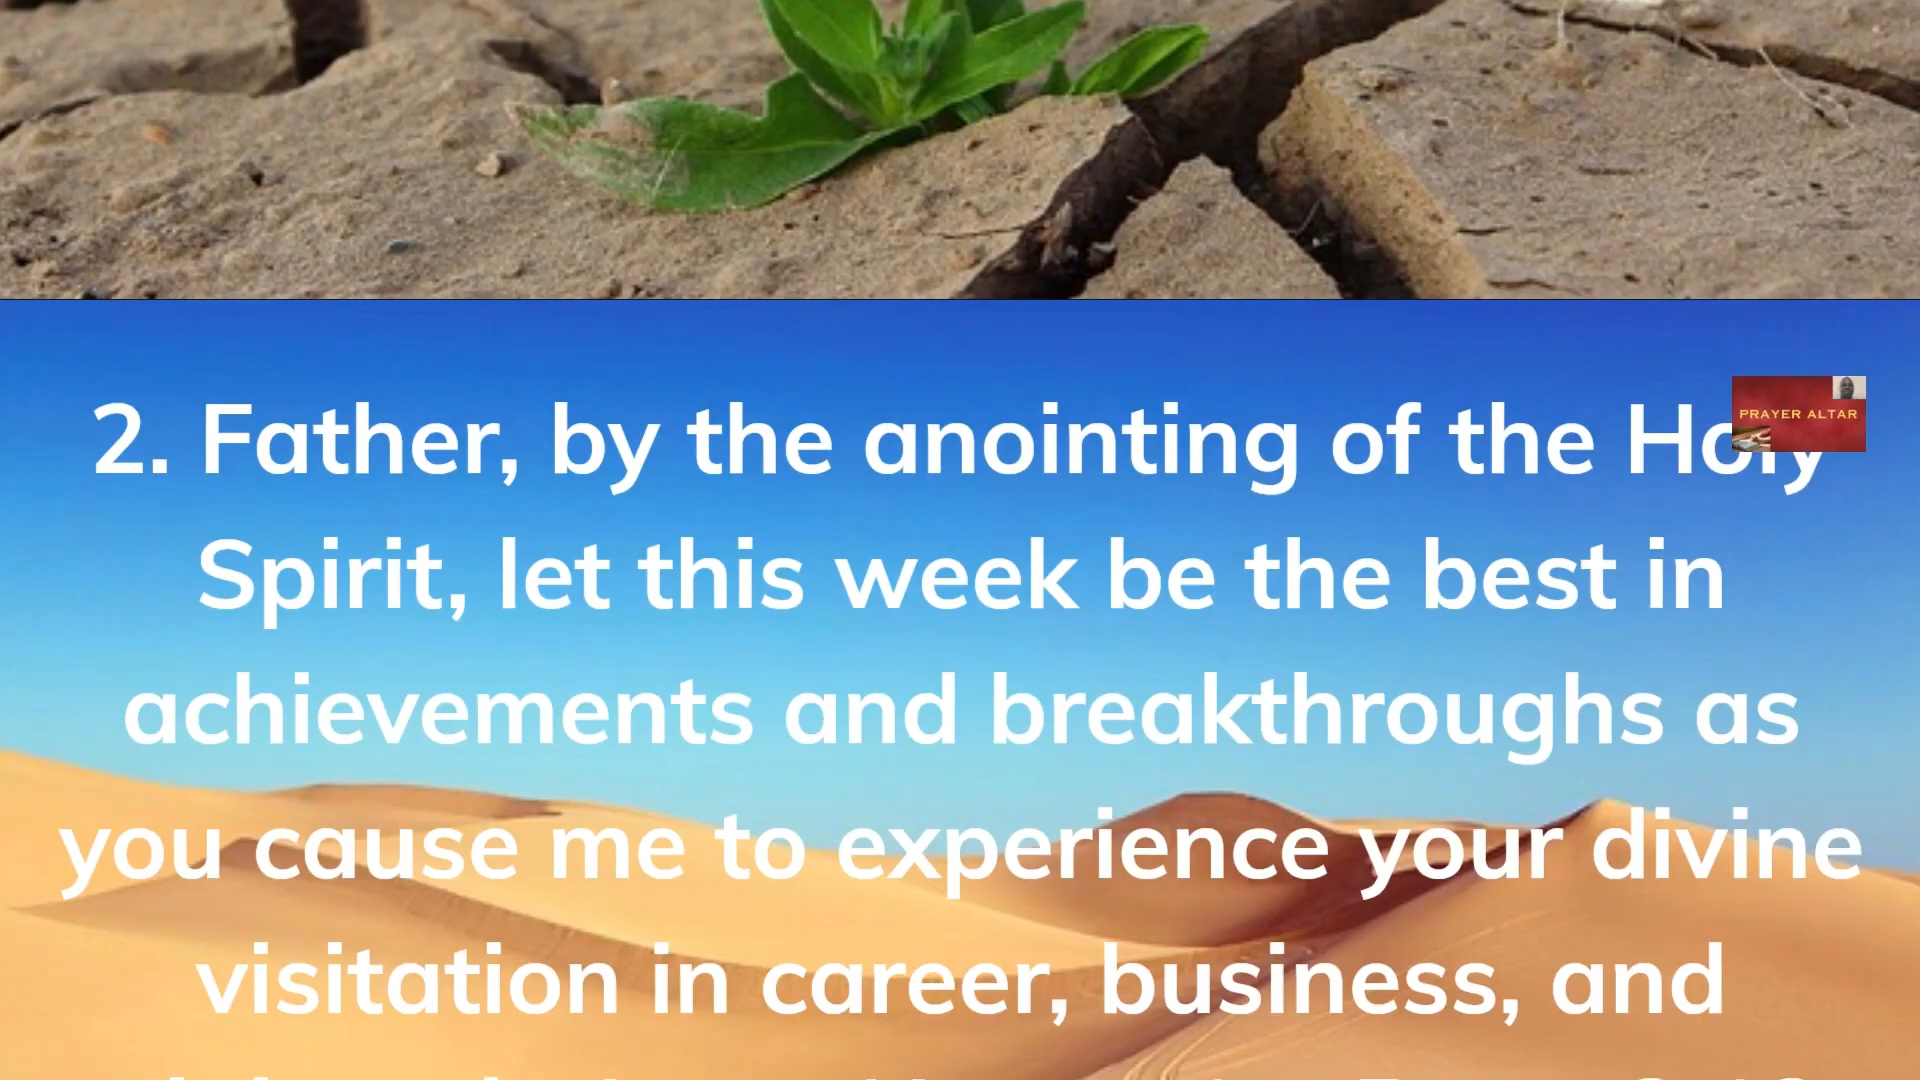 2. Father, by the anointing of the Holy
PRAYER ALTAR
Spirit, let this week be the best in
achievements and breakthroughs as
you cause me to experience your divine
visitation in career, business, and